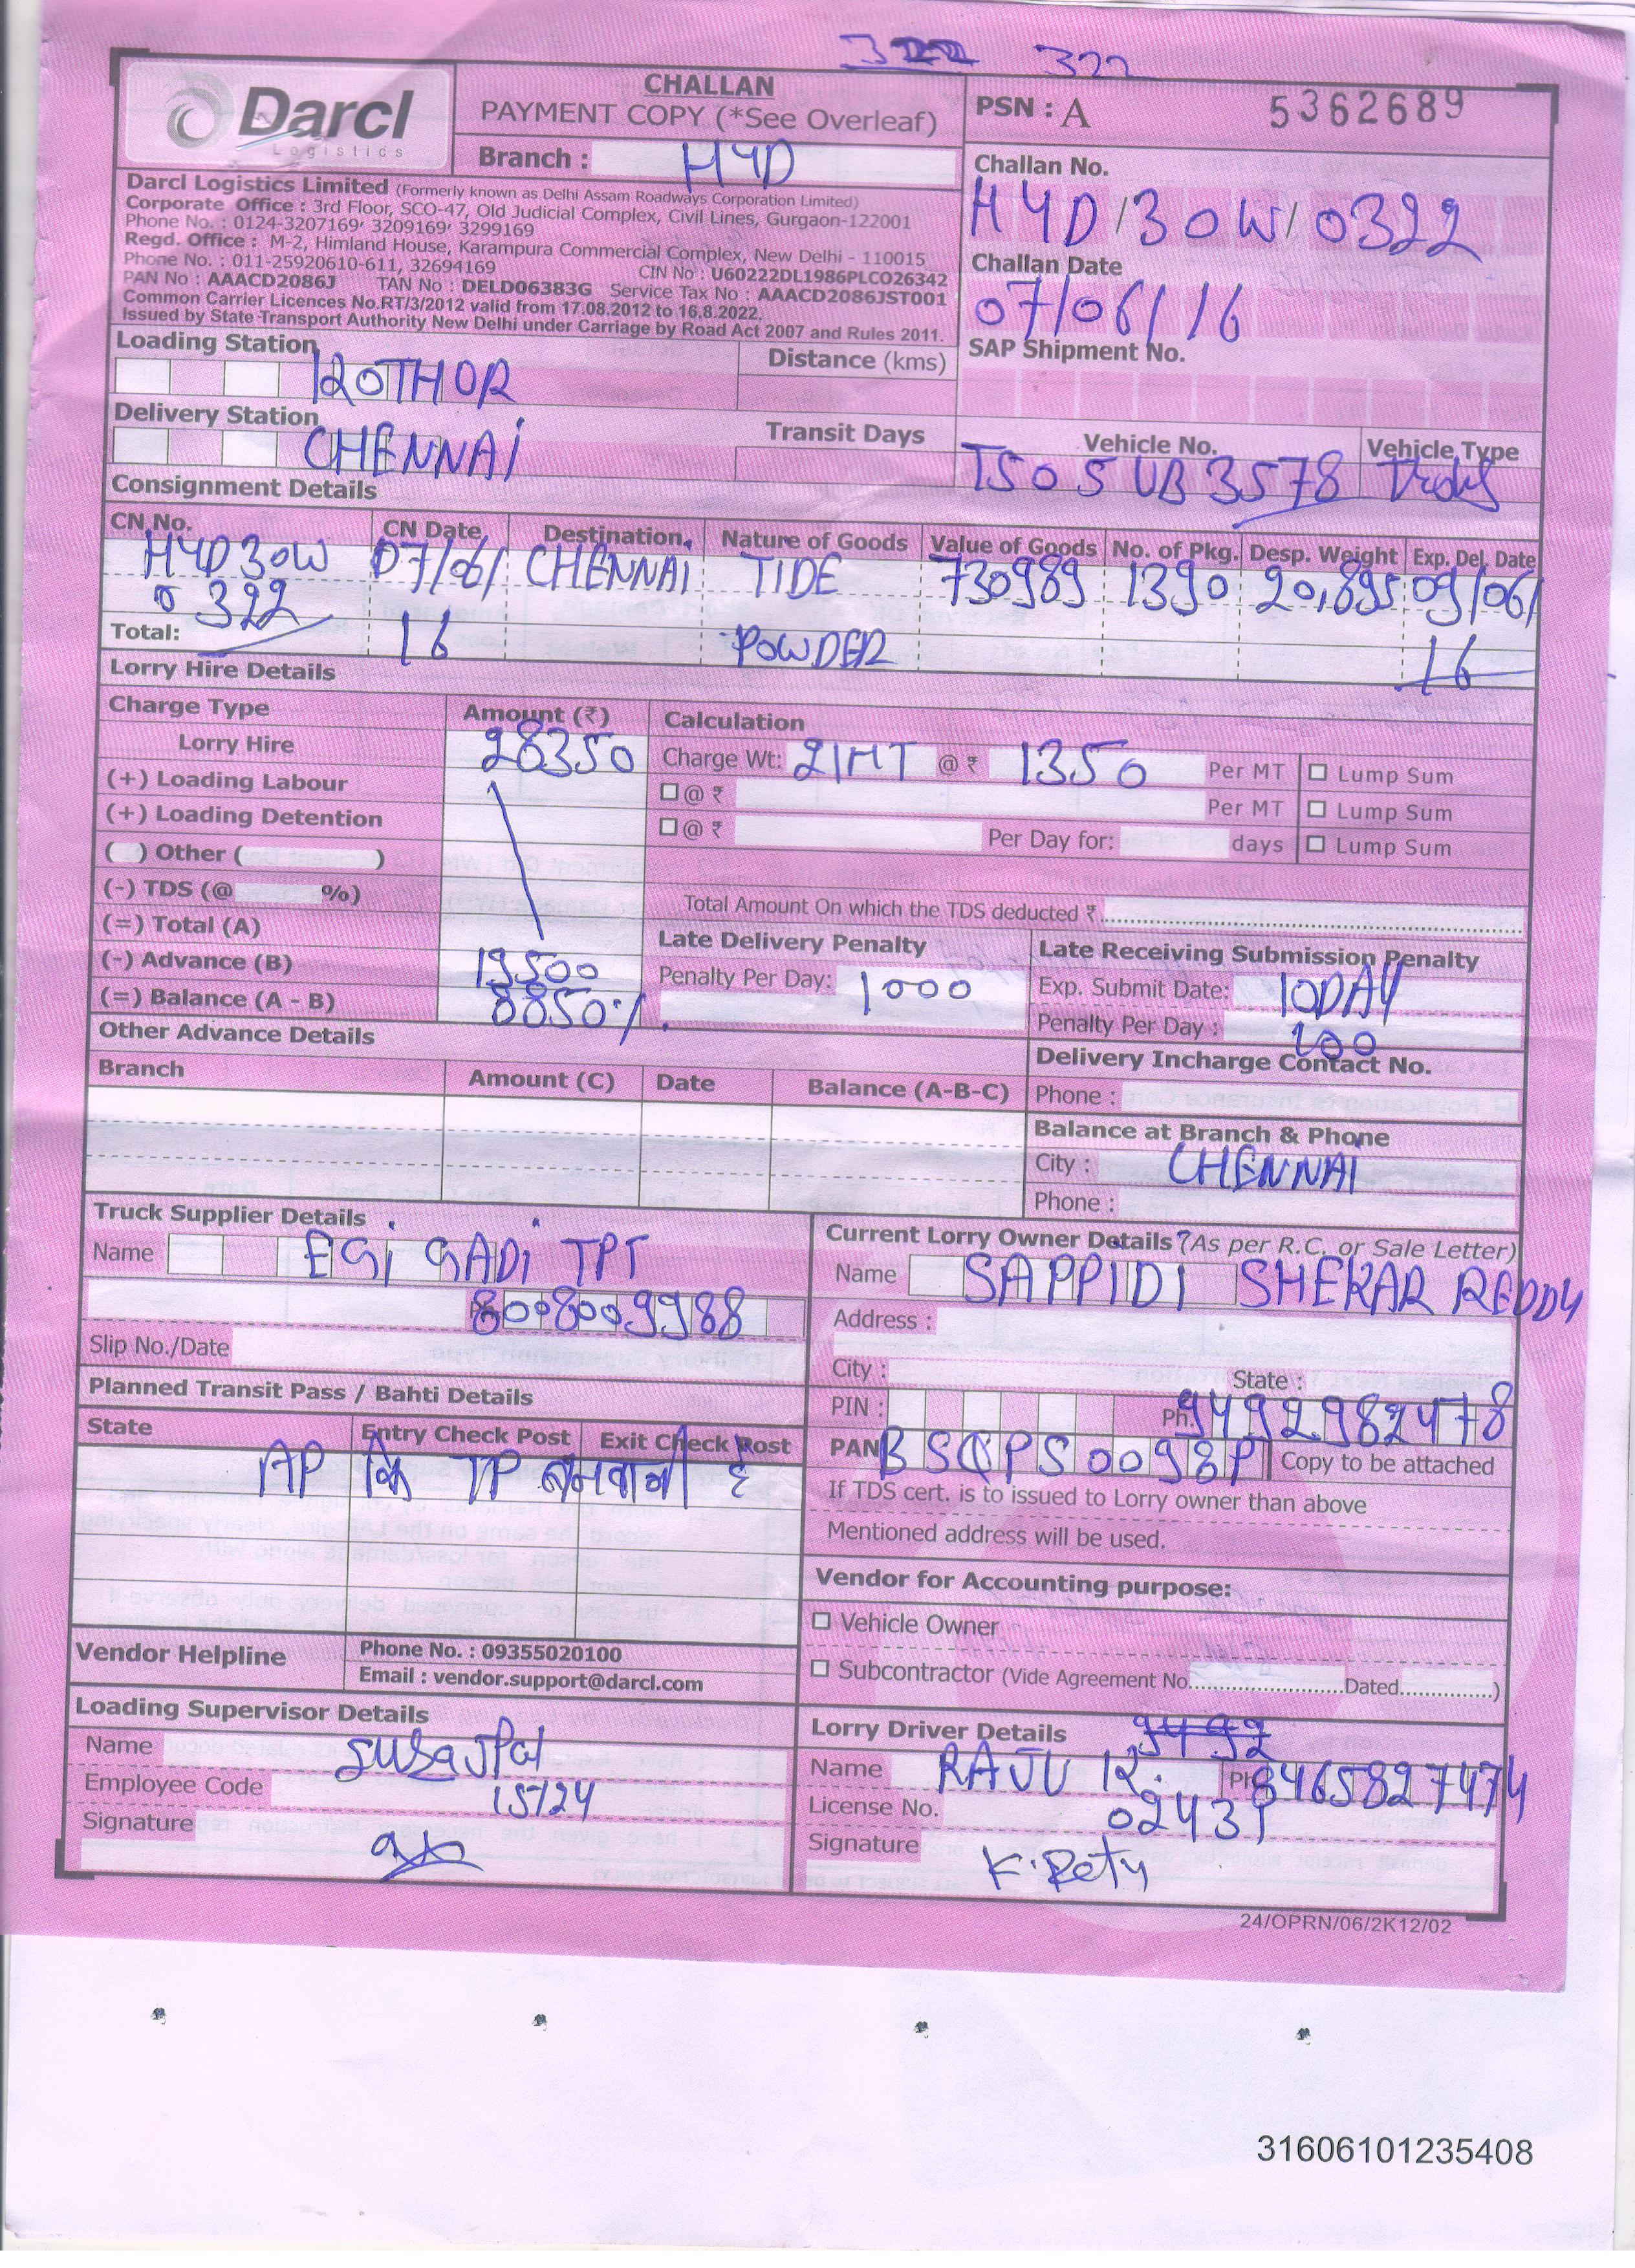 322 322
Darcl
Logistics
CHALLAN
PAYMENT COPY (*See Overleaf)
Branch : HYD
PSN : A 5362689
Challan No.
HYD/30W/0322
Challan Date
07/06/16
SAP Shipment No.
Darcl Logistics Limited (Formerly known as Delhi Assam Roadways Corporation Limited)
Corporate Office : 3rd Floor, SCO-47, Old Judicial Complex, Civil Lines, Gurgaon-122001
Phone No. : 0124-3207169, 3209169, 3299169
Regd. Office : M-2, Himland House, Karampura Commercial Complex, New Delhi - 110015
Phone No. : 011-25920610-611, 32694169 CIN No : U60222DL1986PLCO26342
PAN No : AAACD2086J TAN No : DELD06383G Service Tax No : AAACD2086JST001
Common Carrier Licences No.RT/3/2012 valid from 17.08.2012 to 16.8.2022.
Issued by State Transport Authority New Delhi under Carriage by Road Act 2007 and Rules 2011.
Loading Station KOTHOR
Distance (kms)
Delivery Station CHENNAI
Transit Days
Vehicle No. Vehicle Type
TS05UB3578
Consignment Details
CN No. CN Date Destination Nature of Goods Value of Goods No. of Pkg. Desp. Weight Exp. Del. Date
HYD30W 07/06/ CHENNAI TIDE 730989 1390 20,895 09/06/
0322 16 POWDER 16
Total:
Lorry Hire Details
Charge Type Amount (₹) Calculation
Lorry Hire 28350 Charge Wt: 21MT @ ₹ 1350 Per MT Lump Sum
(+) Loading Labour @ ₹ Per MT Lump Sum
(+) Loading Detention @ ₹ Per Day for: days Lump Sum
( ) Other ( )
(-) TDS (@ %) Total Amount On which the TDS deducted ₹
(=) Total (A)
(-) Advance (B) 19500
(=) Balance (A - B) 8850
Late Delivery Penalty
Penalty Per Day: 1000
Late Receiving Submission Penalty
Exp. Submit Date: 10DAY
Penalty Per Day : 100
Other Advance Details
Branch Amount (C) Date Balance (A-B-C)
Delivery Incharge Contact No.
Phone :
Balance at Branch & Phone
City : CHENNAI
Phone :
Truck Supplier Details
Name EGI GADI TPT
8008009988
Slip No./Date
Current Lorry Owner Details (As per R.C. or Sale Letter)
Name SAPPIDI SHEKAR REDDY
Address :
City : State :
PIN : Ph. 9492982478
PAN BSQPS0098P Copy to be attached
If TDS cert. is to issued to Lorry owner than above
Mentioned address will be used.
Planned Transit Pass / Bahti Details
State Entry Check Post Exit Check Post
AP कि TP बनवानी है
Vendor for Accounting purpose:
Vehicle Owner
Subcontractor (Vide Agreement No. Dated )
Vendor Helpline
Phone No. : 09355020100
Email : vendor.support@darcl.com
Loading Supervisor Details
Name Surajpal
Employee Code 15724
Signature
Lorry Driver Details
Name RAJU K. Ph 8465827474
License No. 02431
Signature
24/OPRN/06/2K12/02
31606101235408